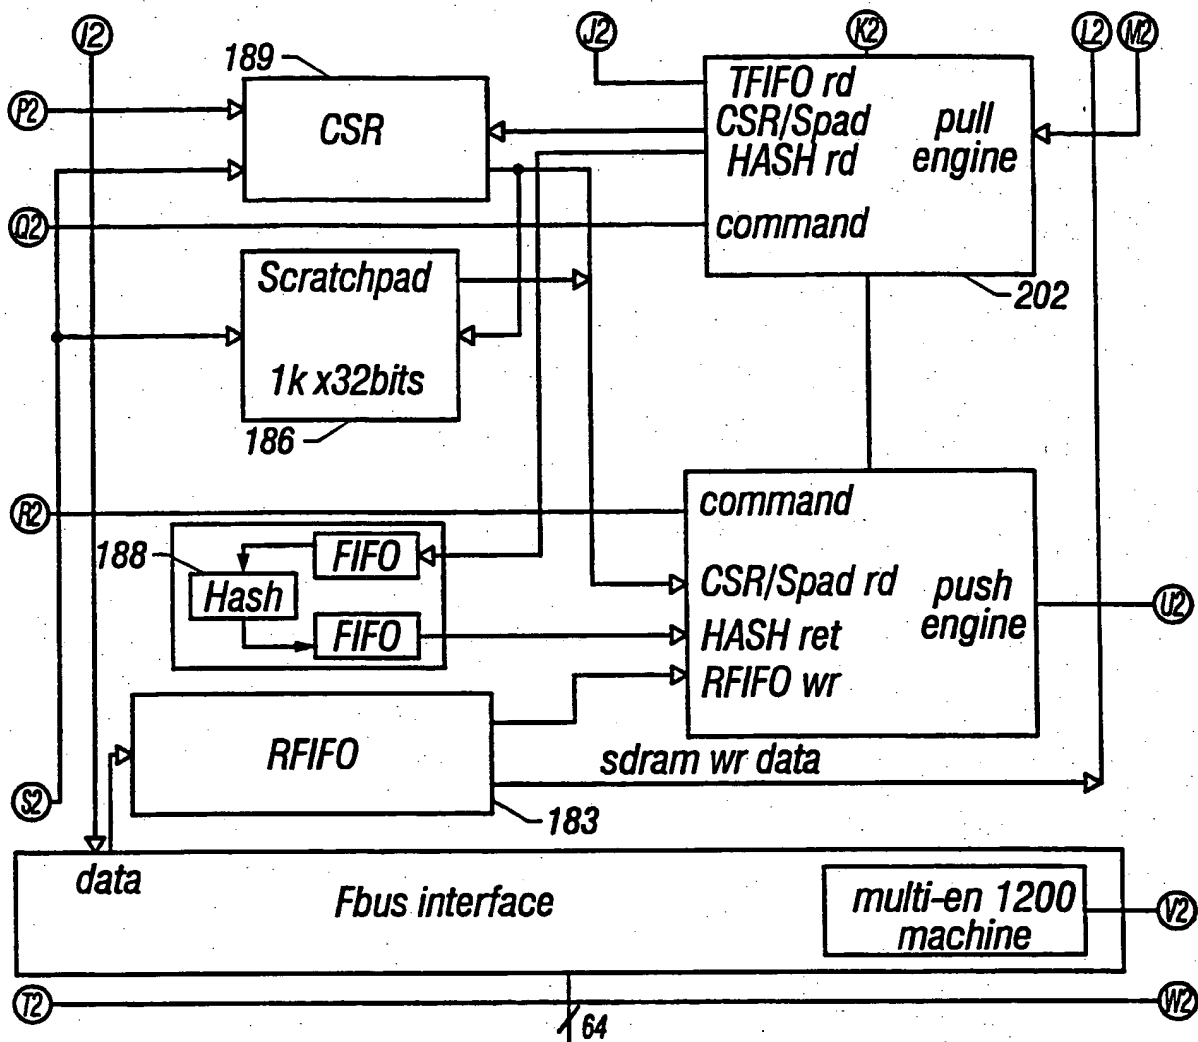 I2
J2
K2
L2
M2
189
P2
CSR
TFIFO rd
CSR/Spad
HASH rd
pull
engine
Q2
command
Scratchpad
202
1k x32bits
186
R2
command
188
FIFO
Hash
CSR/Spad rd
push
engine
U2
FIFO
HASH ret
RFIFO wr
RFIFO
sdram wr data
S2
183
data
Fbus interface
multi-en 1200
machine
V2
T2
W2
64